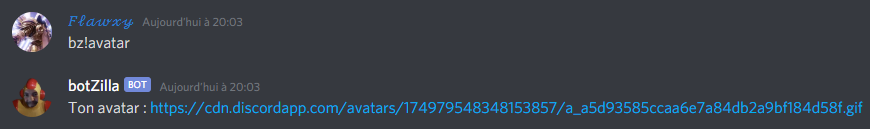 Flawxy Aujourd'hui à 20:03
bz!avatar
botZilla BOT Aujourd'hui à 20:03
Ton avatar : https://cdn.discordapp.com/avatars/174979548348153857/a_a5d93585ccaa6e7a84db2a9bf184d58f.gif